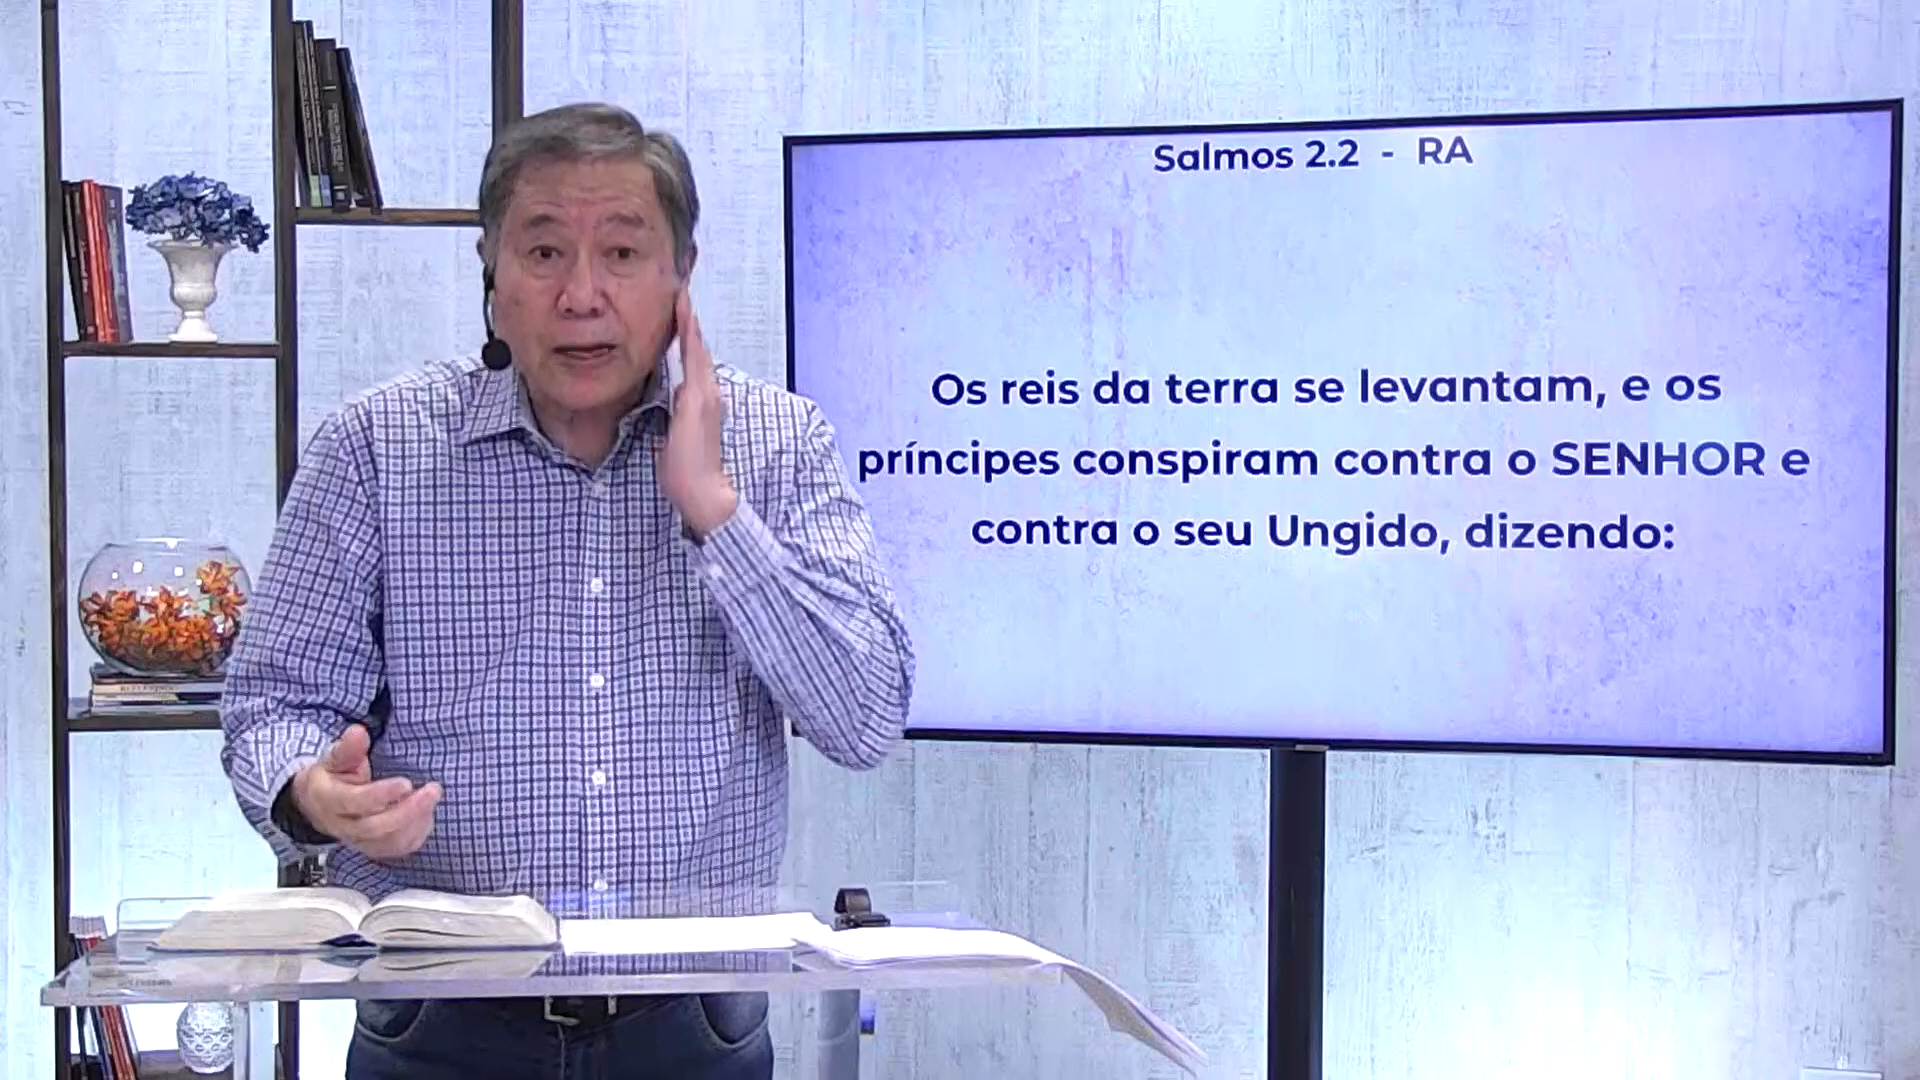 Salmos 2.2 - RA
Os reis da terra se levantam, e os
príncipes conspiram contra o SENHOR e
contra o seu Ungido, dizendo: